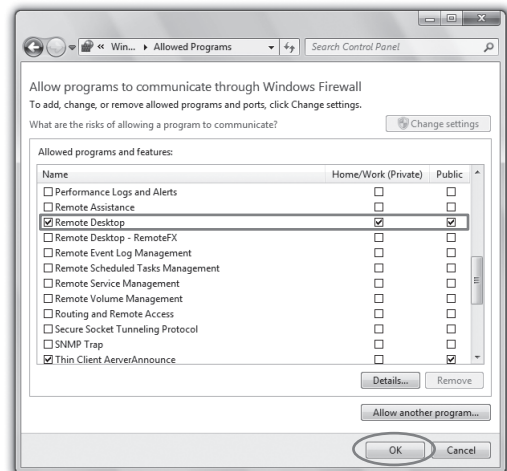 Win... Allowed Programs Search Control Panel
Allow programs to communicate through Windows Firewall
To add, change, or remove allowed programs and ports, click Change settings.
What are the risks of allowing a program to communicate? Change settings
Allowed programs and features:
Name Home/Work (Private) Public
Performance Logs and Alerts
Remote Assistance
Remote Desktop
Remote Desktop - RemoteFX
Remote Event Log Management
Remote Scheduled Tasks Management
Remote Service Management
Remote Volume Management
Routing and Remote Access
Secure Socket Tunneling Protocol
SNMP Trap
Thin Client AerverAnnounce
Details... Remove
Allow another program...
OK Cancel